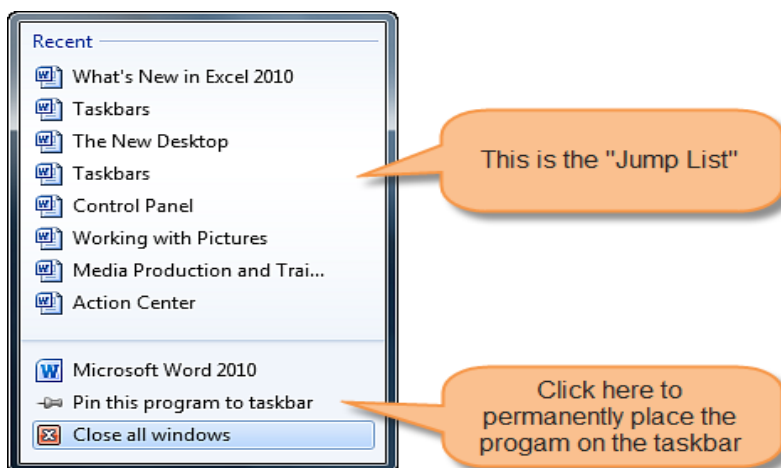 Recent
What's New in Excel 2010
Taskbars
The New Desktop
Taskbars
Control Panel
Working with Pictures
Media Production and Trai...
Action Center
Microsoft Word 2010
Pin this program to taskbar
Close all windows
This is the "Jump List"
Click here to
permanently place the
progam on the taskbar